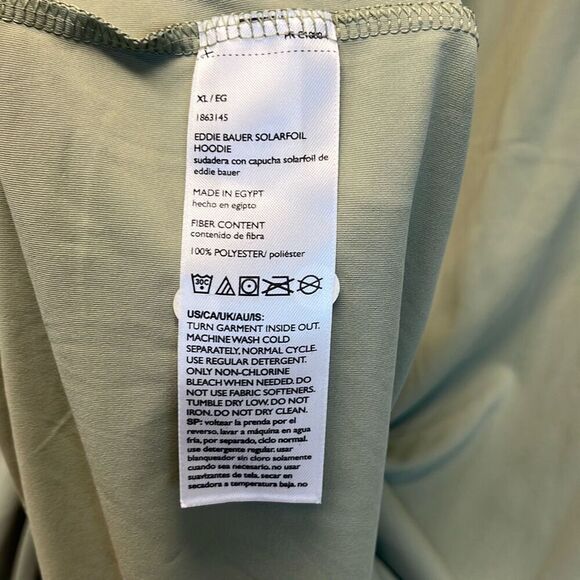 XL / EG
1863145
EDDIE BAUER SOLARFOIL
HOODIE
sudadera con capucha solarfoil de
eddie bauer
MADE IN EGYPT
hecho en egipto
FIBER CONTENT
contenido de fibra
100% POLYESTER/ poliéster
30C
US/CA/UK/AU/IS:
TURN GARMENT INSIDE OUT.
MACHINE WASH COLD
SEPARATELY, NORMAL CYCLE.
USE REGULAR DETERGENT.
ONLY NON-CHLORINE
BLEACH WHEN NEEDED. DO
NOT USE FABRIC SOFTENERS.
TUMBLE DRY LOW. DO NOT
IRON. DO NOT DRY CLEAN.
SP: voltear la prenda por el
reverso. lavar a máquina en agua
fría, por separado, ciclo normal.
use detergente regular. usar
blanqueador sin cloro solamente
cuando sea necesario. no usar
suavizantes de tela. secar en
secadora a temperatura baja. no